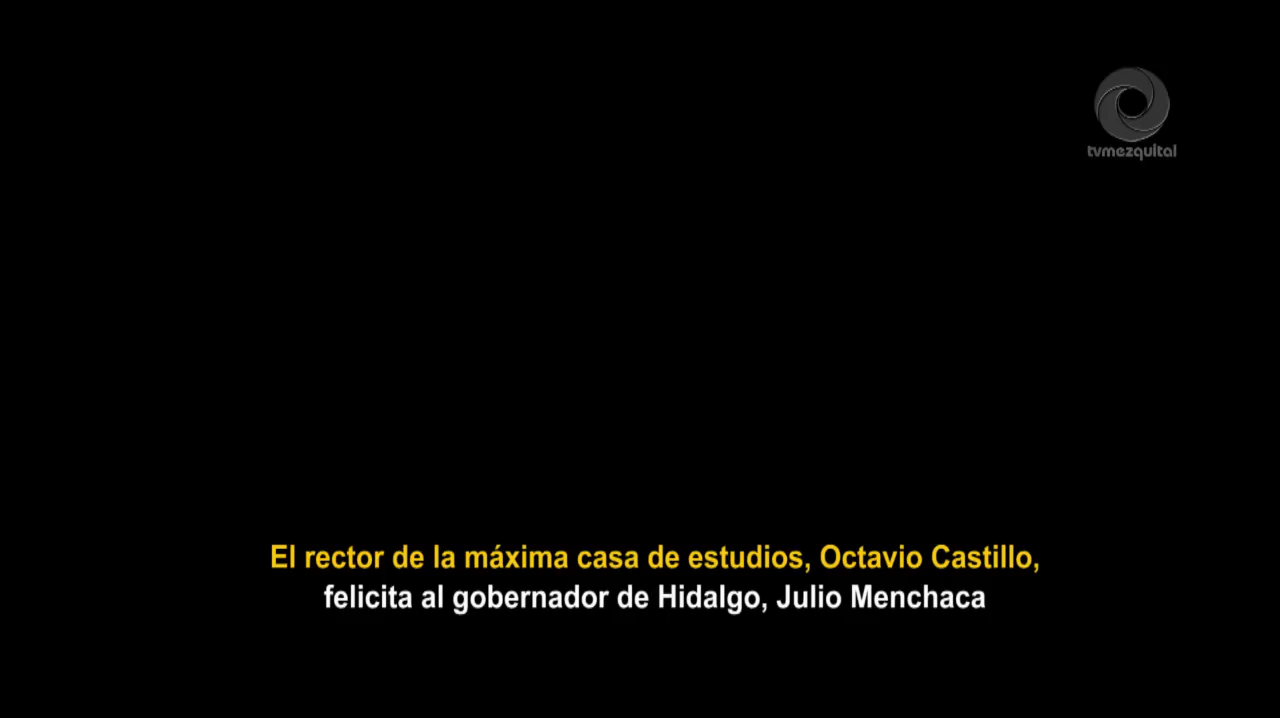 tvmezquital
El rector de la máxima casa de estudios, Octavio Castillo,
felicita al gobernador de Hidalgo, Julio Menchaca